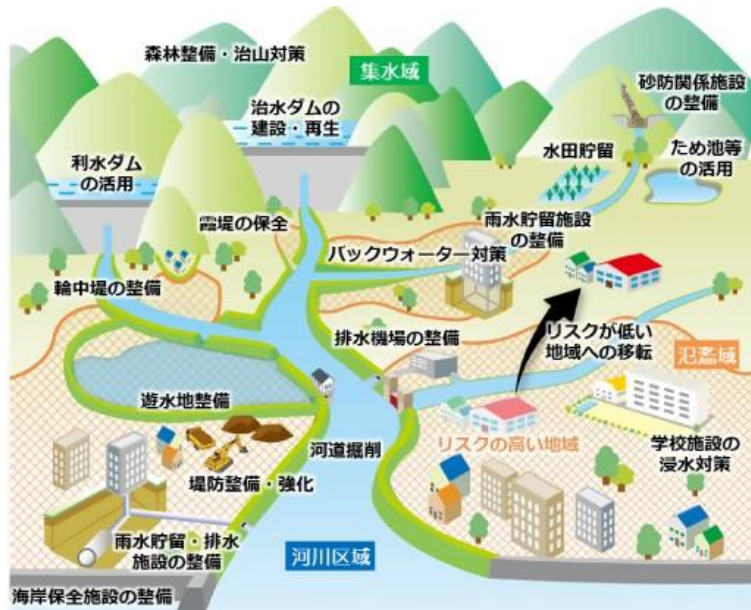 森林整備・治山対策
集水域
砂防関係施設
の整備
治水ダムの
建設・再生
水田貯留
ため池等
の活用
利水ダム
の活用
霞堤の保全
雨水貯留施設
の整備
バックウォーター対策
輪中堤の整備
排水機場の整備
リスクが低い
地域への移転
氾濫域
遊水地整備
河道掘削
リスクの高い地域
学校施設の
浸水対策
堤防整備・強化
雨水貯留・排水
施設の整備
河川区域
海岸保全施設の整備